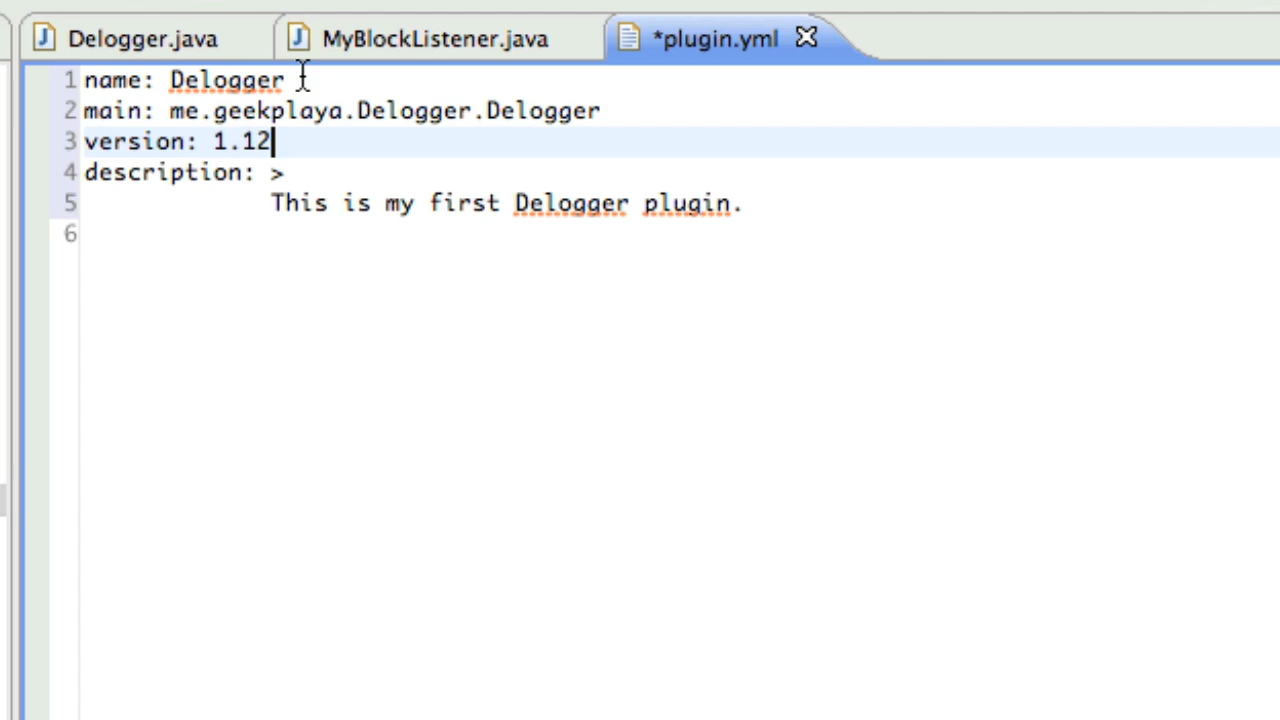 Delogger.java MyBlockListener.java *plugin.yml
1 name: Delogger
2 main: me.geekplaya.Delogger.Delogger
3 version: 1.12
4 description: >
5 This is my first Delogger plugin.
6